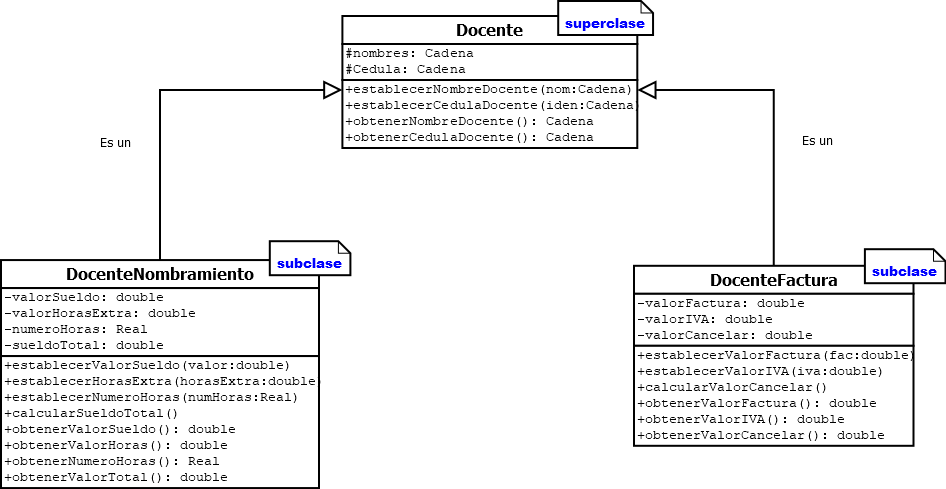 superclase
Docente
#nombres: Cadena
#Cedula: Cadena
+establecerNombreDocente(nom:Cadena)
+establecerCedulaDocente(iden:Cadena
+obtenerNombreDocente(): Cadena
+obtenerCedulaDocente(): Cadena
Es un
Es un
subclase
DocenteNombramiento
-valorSueldo: double
-valorHorasExtra: double
-numeroHoras: Real
-sueldoTotal: double
+establecerValorSueldo(valor:double)
+establecerHorasExtra(horasExtra:double)
+establecerNumeroHoras(numHoras:Real)
+calcularSueldoTotal()
+obtenerValorSueldo(): double
+obtenerValorHoras(): double
+obtenerNumeroHoras(): Real
+obtenerValorTotal(): double
subclase
DocenteFactura
-valorFactura: double
-valorIVA: double
-valorCancelar: double
+establecerValorFactura(fac:double)
+establecerValorIVA(iva:double)
+calcularValorCancelar()
+obtenerValorFactura(): double
+obtenerValorIVA(): double
+obtenerValorCancelar(): double